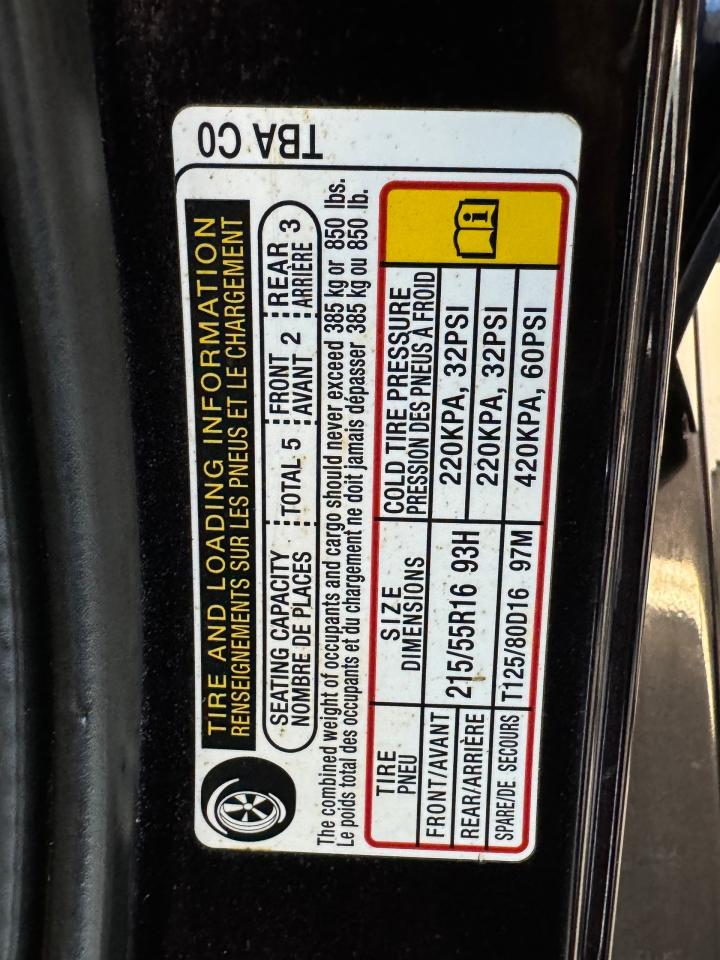 TBA C0
TIRE AND LOADING INFORMATION
RENSEIGNEMENTS SUR LES PNEUS ET LE CHARGEMENT
SEATING CAPACITY TOTAL 5 FRONT 2 REAR 3
NOMBRE DE PLACES AVANT ARRIÈRE
The combined weight of occupants and cargo should never exceed 385 kg or 850 lbs.
Le poids total des occupants et du chargement ne doit jamais dépasser 385 kg ou 850 lb.
TIRE SIZE COLD TIRE PRESSURE
PNEU DIMENSIONS PRESSION DES PNEUS À FROID
FRONT/AVANT 215/55R16 93H 220KPA, 32PSI
REAR/ARRIÈRE 220KPA, 32PSI
SPARE/DE SECOURS T125/80D16 97M 420KPA, 60PSI